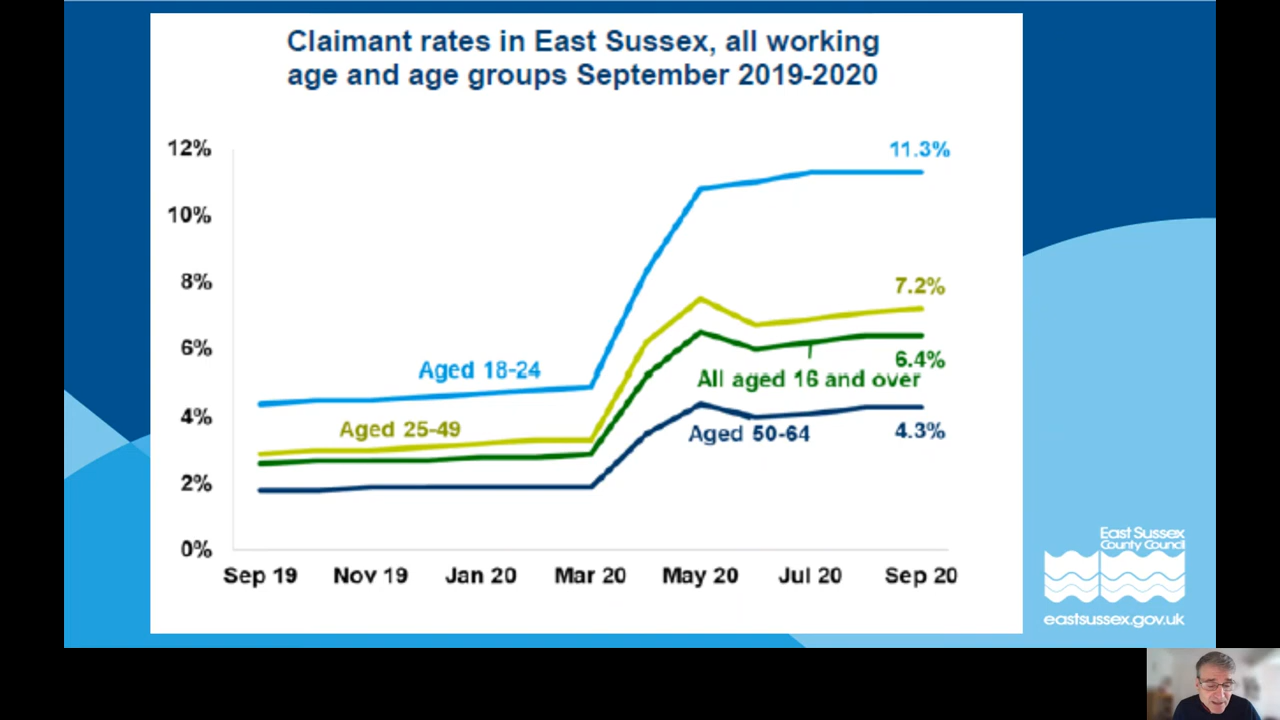 Claimant rates in East Sussex, all working
age and age groups September 2019-2020
12%
11.3%
10%
8%
7.2%
6%
6.4%
Aged 18-24
All aged 16 and over
4%
Aged 25-49
Aged 50-64
4.3%
2%
0%
Sep 19 Nov 19 Jan 20 Mar 20 May 20 Jul 20 Sep 20
East Sussex
County Council
eastsussex.gov.uk